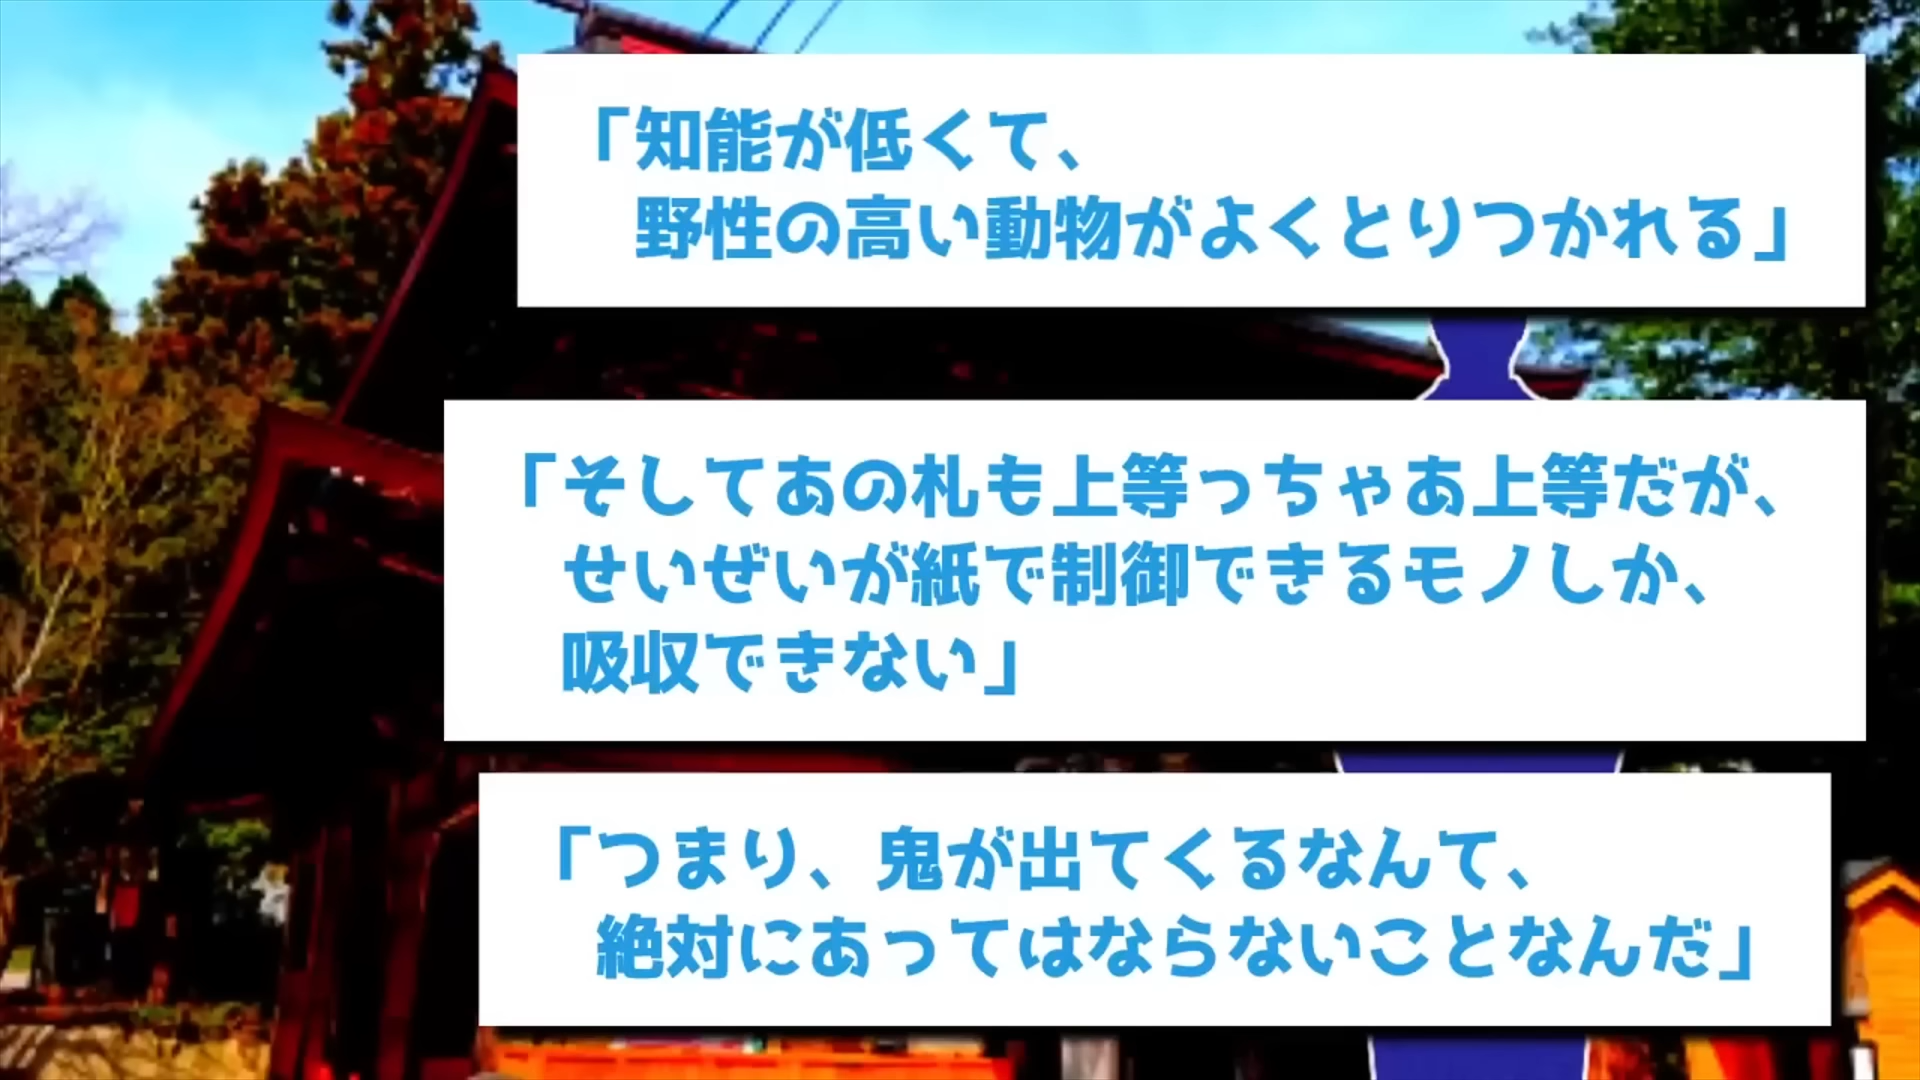 「知能が低くて、
野性の高い動物がよくとりつかれる」
「そしてあの札も上等っちゃあ上等だが、
せいぜいが紙で制御できるモノしか、
吸収できない」
「つまり、鬼が出てくるなんて、
絶対にあってはならないことなんだ」